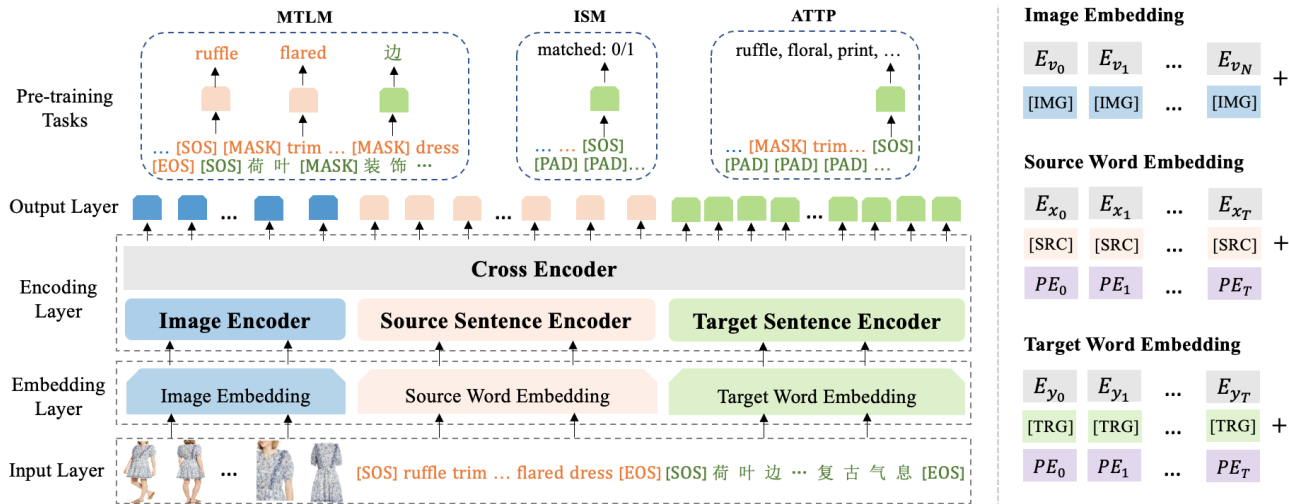 MTLM
ISM
ATTP
ruffle flared 边
matched: 0/1
ruffle, floral, print, …
Pre-training
Tasks
… [SOS] [MASK] trim … [MASK] dress
[EOS] [SOS] 荷 叶 [MASK] 装 饰 …
… … [SOS]
[PAD] [PAD]…
… [MASK] trim… [SOS]
[PAD] [PAD] [PAD] …
Output Layer
... ... ...
Encoding
Layer
Cross Encoder
Image Encoder
Source Sentence Encoder
Target Sentence Encoder
Embedding
Layer
Image Embedding
Source Word Embedding
Target Word Embedding
Input Layer
...
[SOS] ruffle trim … flared dress [EOS] [SOS] 荷 叶 边 … 复 古 气 息 [EOS]
Image Embedding
E_{v_0} E_{v_1} ... E_{v_N}
+
[IMG] [IMG] ... [IMG]
Source Word Embedding
E_{x_0} E_{x_1} ... E_{x_T}
[SRC] [SRC] ... [SRC] +
PE_0 PE_1 ... PE_T
Target Word Embedding
E_{y_0} E_{y_1} ... E_{y_T}
[TRG] [TRG] ... [TRG] +
PE_0 PE_1 ... PE_T